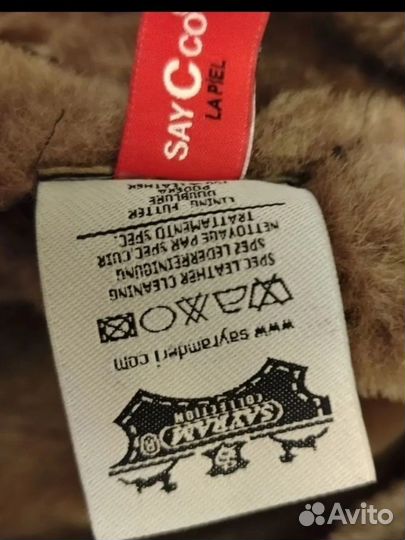 SAY C CO
LA PIEL
SAYRAM
COLLECTION
®
www.sayramderi.com
SPEC LEATHER CLEANING
SPEZ LEDERREINIGUNG
NETTOYAGE PAR SPEC.CUIR
TRATTAMENTO SPEC.
LINING FUTTER
DOUBLURE
FODERA
Avito